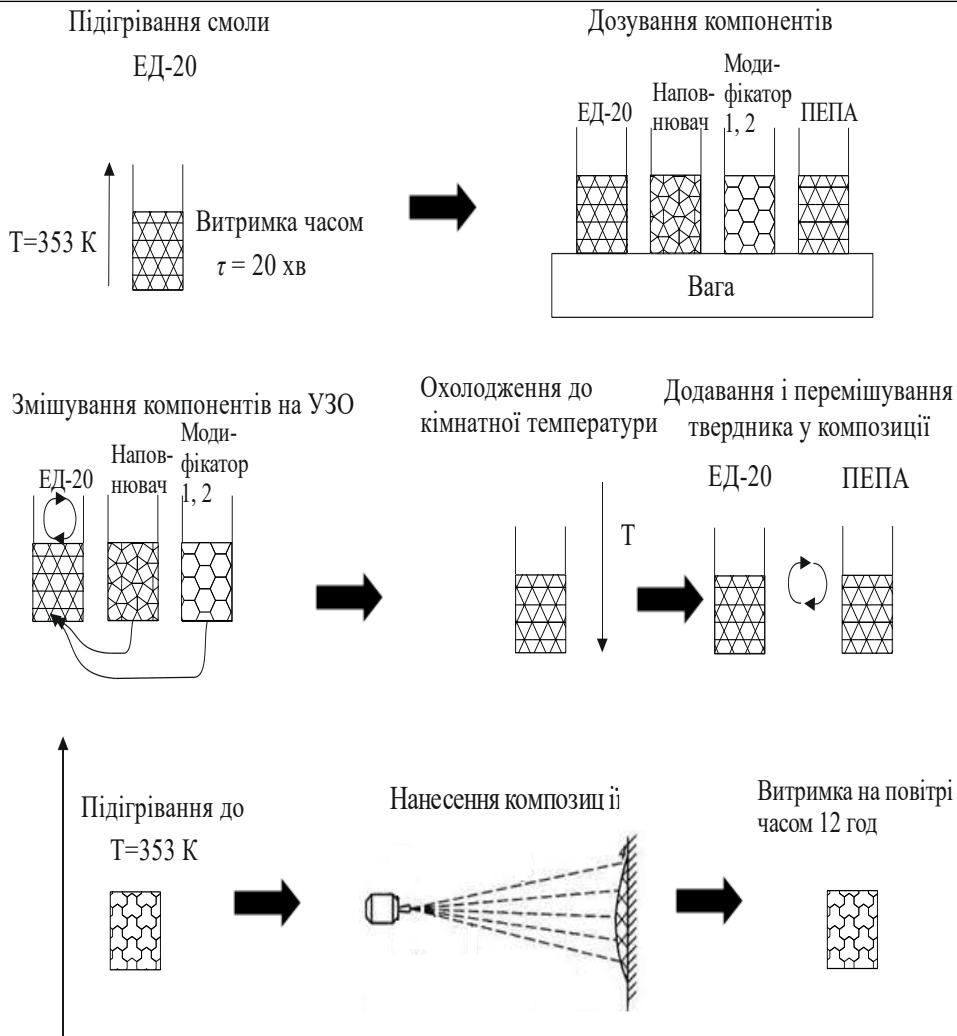 Підігрівання смоли
ЕД-20
Т=353 К
Витримка часом
τ = 20 хв
Дозування компонентів
ЕД-20
Напов-
нювач
Моди-
фікатор
1, 2
ПЕПА
Вага
Змішування компонентів на УЗО
ЕД-20
Напов-
нювач
Моди-
фікатор
1, 2
Охолодження до
кімнатної температури
Т
Додавання і перемішування
твердника у композиції
ЕД-20
ПЕПА
Підігрівання до
Т=353 К
Нанесення композиц ії
Витримка на повітрі
часом 12 год